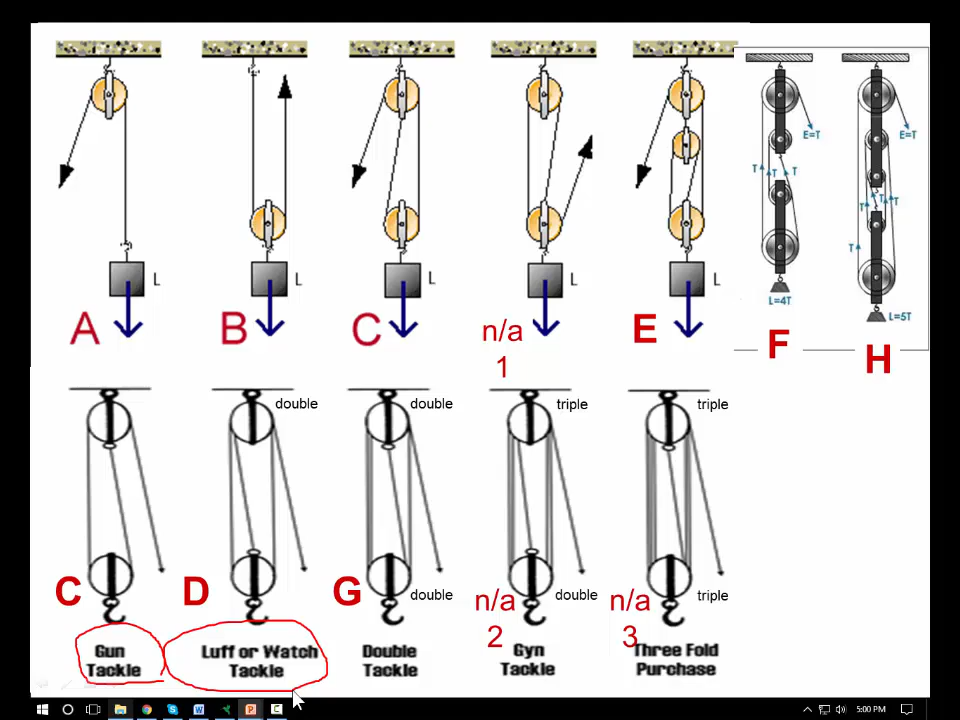 E=T
E=T
T
T
T
T
T
T
T
L
L
L
L
L
L=4T
L=5T
A
B
C
n/a
1
E
F
H
double
double
triple
triple
C
D
G
n/a
2
n/a
3
double
double
triple
Gun
Tackle
Luff or Watch
Tackle
Double
Tackle
Gyn
Tackle
Three Fold
Purchase
5:00 PM